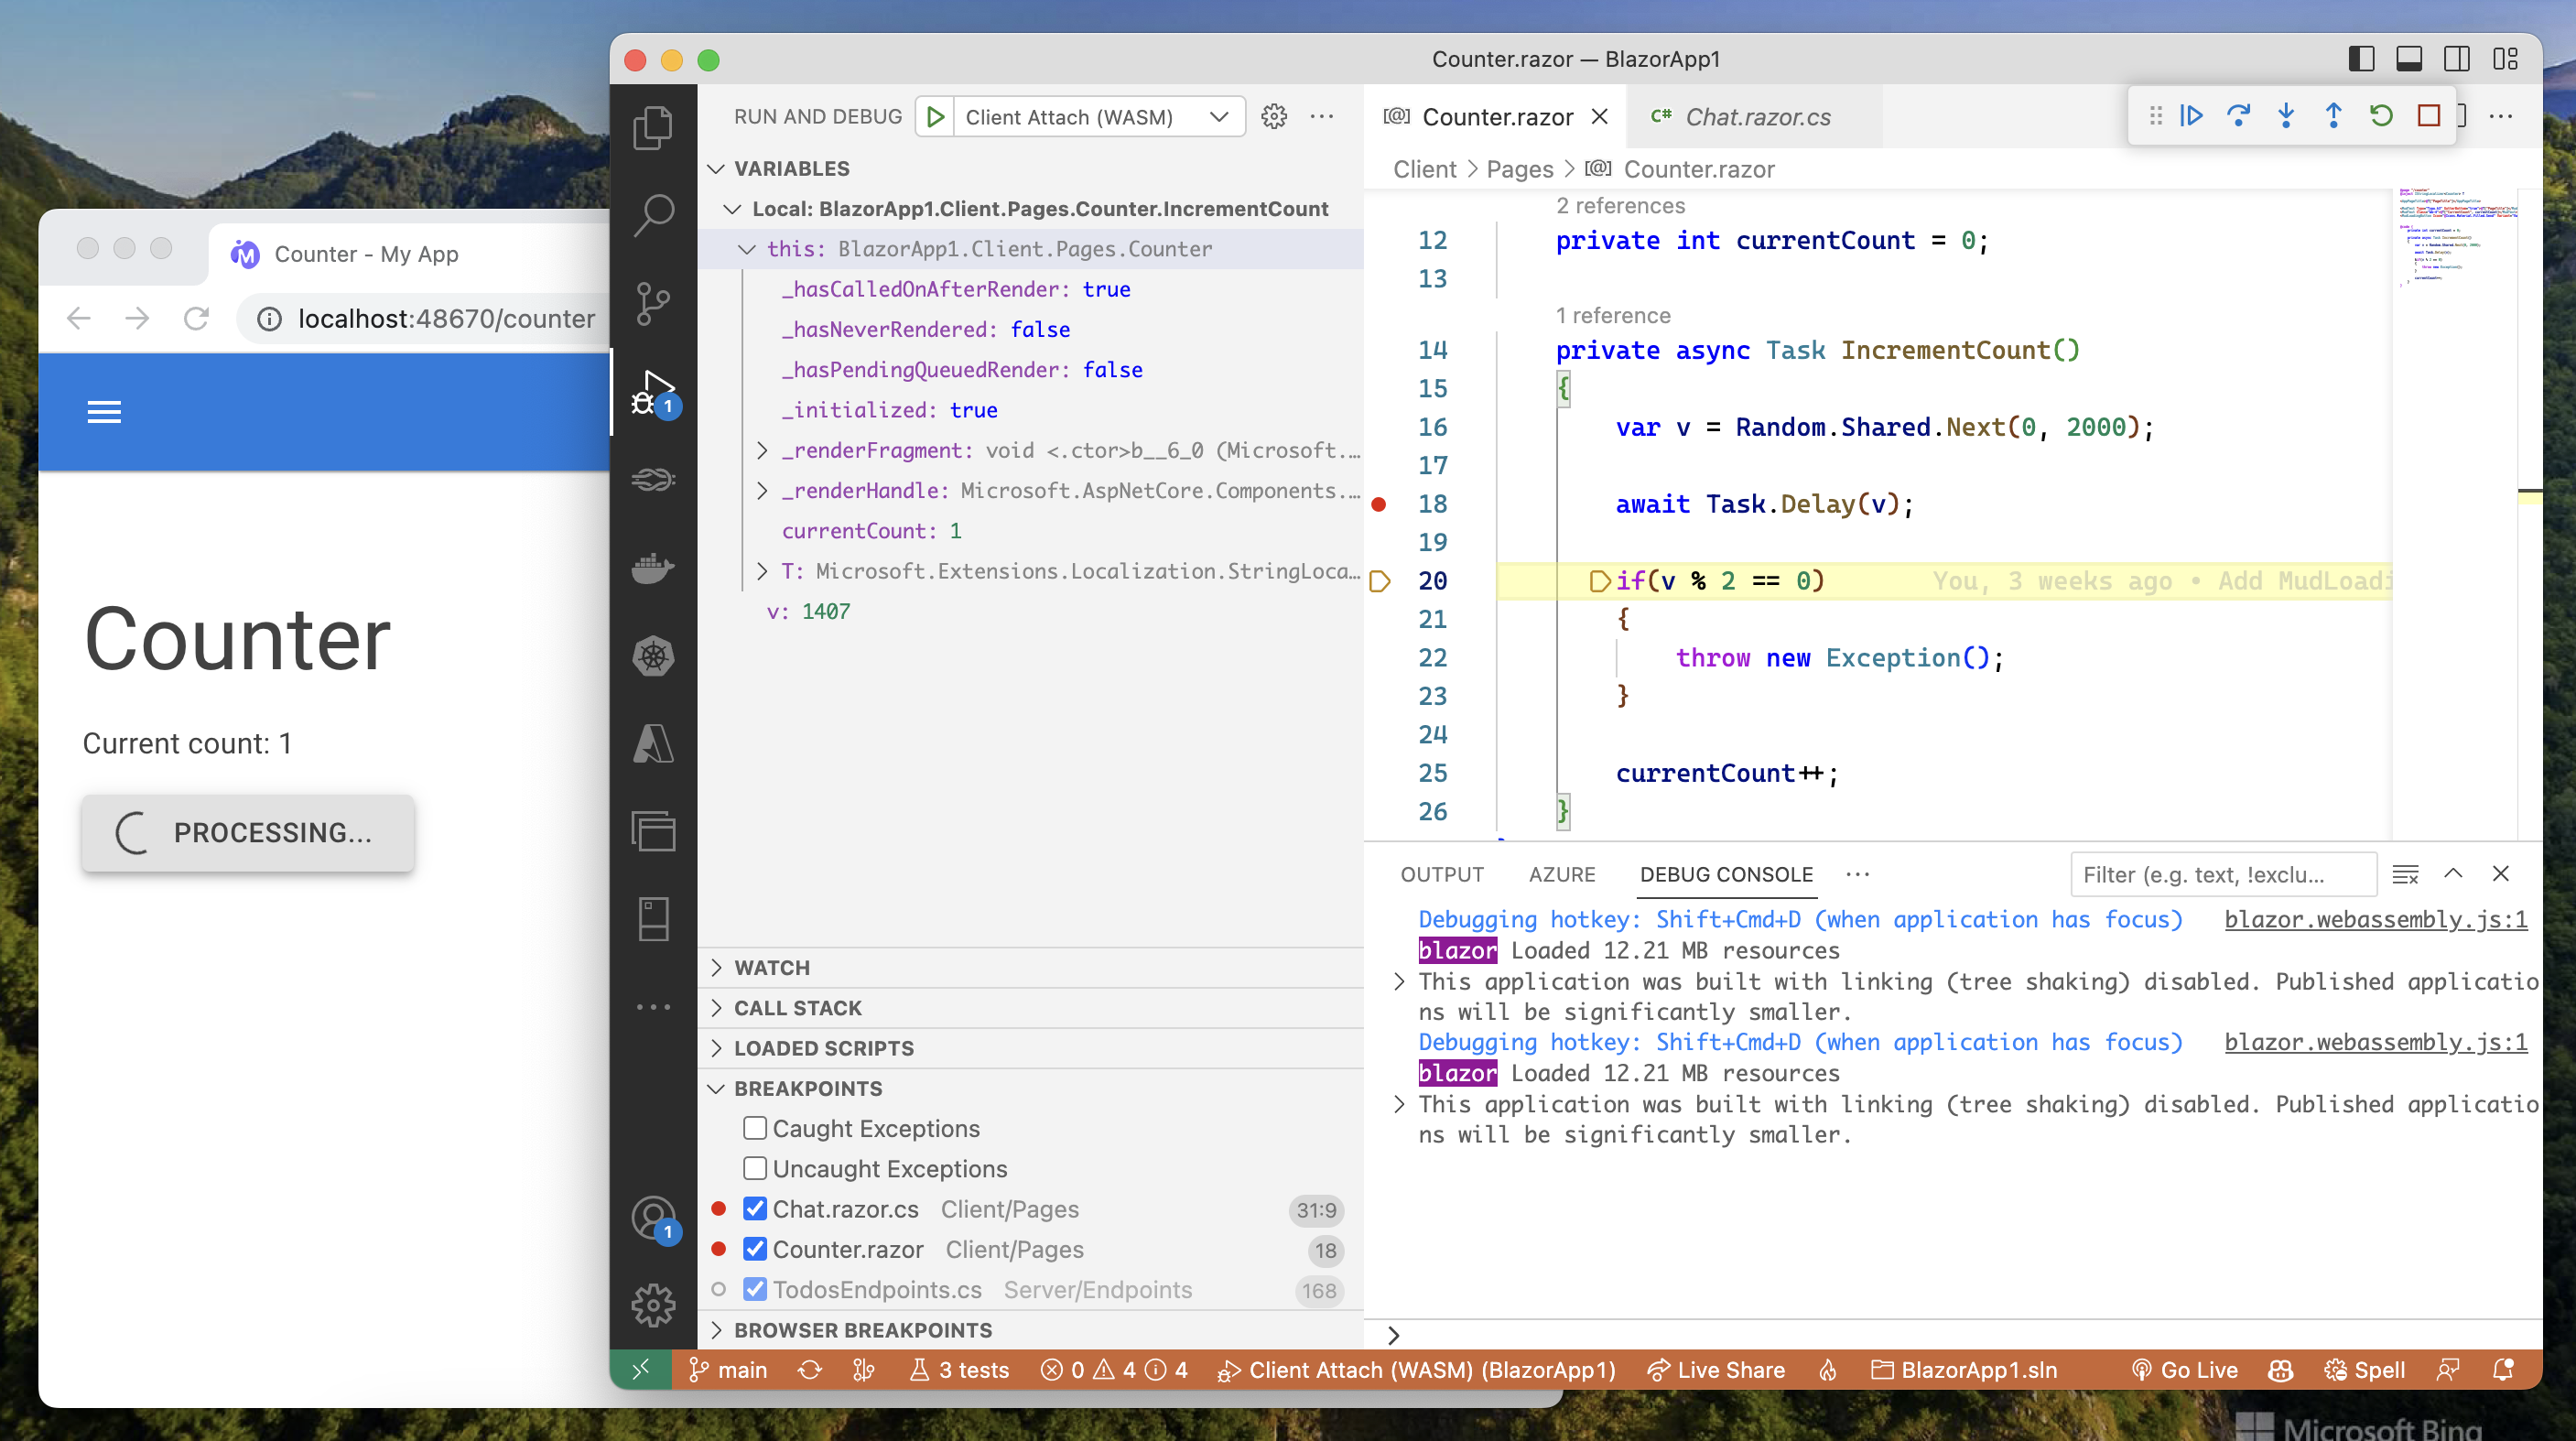 Counter - My App
localhost:48670/counter
Counter
Current count: 1
PROCESSING...
Counter.razor — BlazorApp1
RUN AND DEBUG
Client Attach (WASM)
VARIABLES
Local: BlazorApp1.Client.Pages.Counter.IncrementCount
this: BlazorApp1.Client.Pages.Counter
_hasCalledOnAfterRender: true
_hasNeverRendered: false
_hasPendingQueuedRender: false
_initialized: true
_renderFragment: void <.ctor>b__6_0 (Microsoft.…
_renderHandle: Microsoft.AspNetCore.Components.…
currentCount: 1
T: Microsoft.Extensions.Localization.StringLoca…
v: 1407
WATCH
CALL STACK
LOADED SCRIPTS
BREAKPOINTS
Caught Exceptions
Uncaught Exceptions
Chat.razor.cs Client/Pages 31:9
Counter.razor Client/Pages 18
TodosEndpoints.cs Server/Endpoints 168
BROWSER BREAKPOINTS
1
1
[@] Counter.razor
C# Chat.razor.cs
Client > Pages > [@] Counter.razor
2 references
12 private int currentCount = 0;
13
1 reference
14 private async Task IncrementCount()
15 {
16 var v = Random.Shared.Next(0, 2000);
17
18 await Task.Delay(v);
19
20 if(v % 2 == 0) You, 3 weeks ago • Add MudLoadi
21 {
22 throw new Exception();
23 }
24
25 currentCount++;
26 }
OUTPUT AZURE DEBUG CONSOLE
Filter (e.g. text, !exclu...
Debugging hotkey: Shift+Cmd+D (when application has focus) blazor.webassembly.js:1
blazor Loaded 12.21 MB resources
> This application was built with linking (tree shaking) disabled. Published applicatio
ns will be significantly smaller.
Debugging hotkey: Shift+Cmd+D (when application has focus) blazor.webassembly.js:1
blazor Loaded 12.21 MB resources
> This application was built with linking (tree shaking) disabled. Published applicatio
ns will be significantly smaller.
>
main 3 tests 0 4 4 Client Attach (WASM) (BlazorApp1) Live Share BlazorApp1.sln Go Live Spell
Microsoft Bing